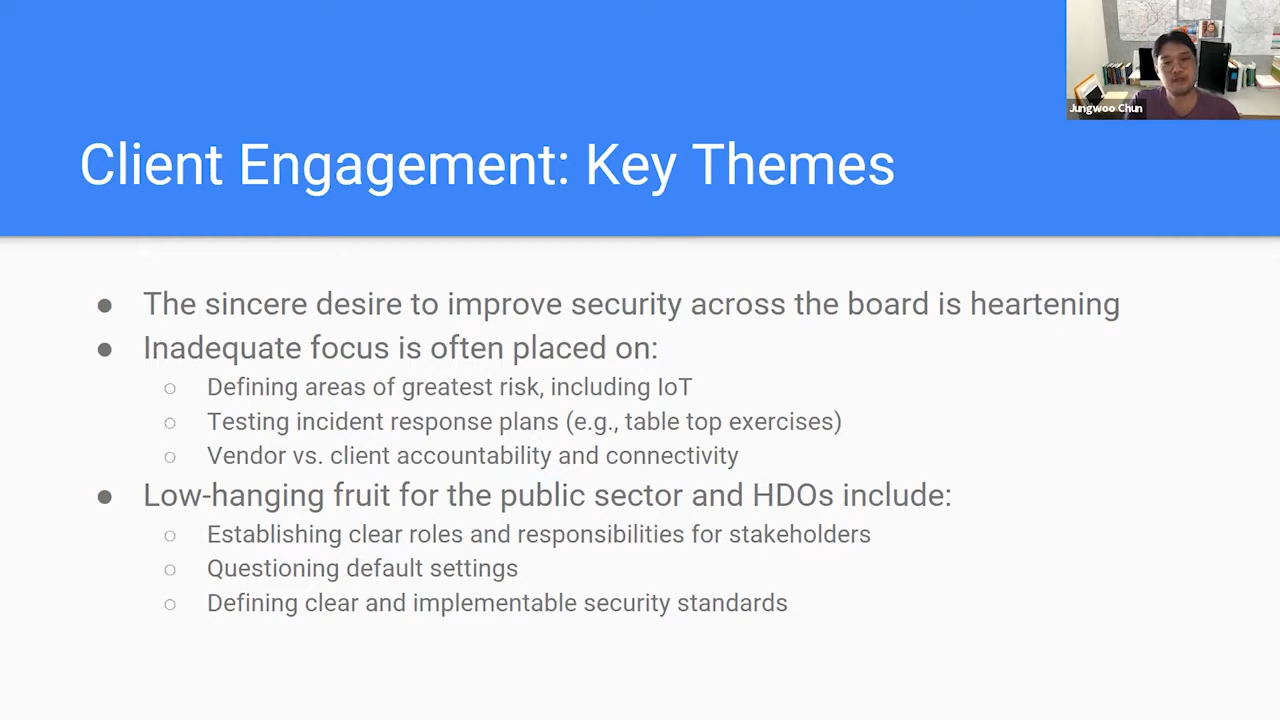 Jungwoo Chun
Client Engagement: Key Themes
● The sincere desire to improve security across the board is heartening
● Inadequate focus is often placed on:
○ Defining areas of greatest risk, including IoT
○ Testing incident response plans (e.g., table top exercises)
○ Vendor vs. client accountability and connectivity
● Low-hanging fruit for the public sector and HDOs include:
○ Establishing clear roles and responsibilities for stakeholders
○ Questioning default settings
○ Defining clear and implementable security standards